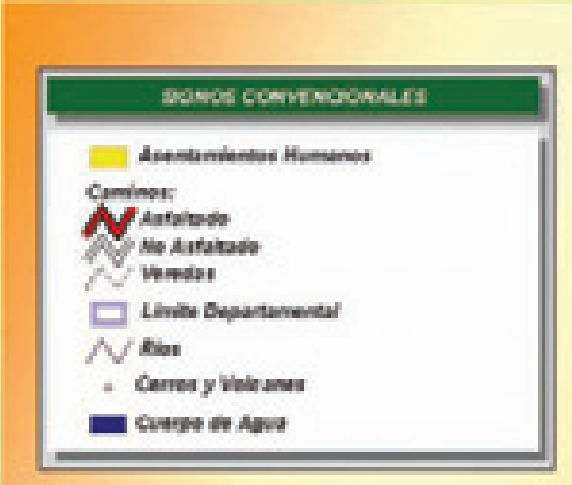 SIGNOS CONVENCIONALES
Asentamientos Humanos
Caminos:
Asfaltado
No Asfaltado
Veredas
Límite Departamental
Ríos
Cerros y Volcanes
Cuerpo de Agua